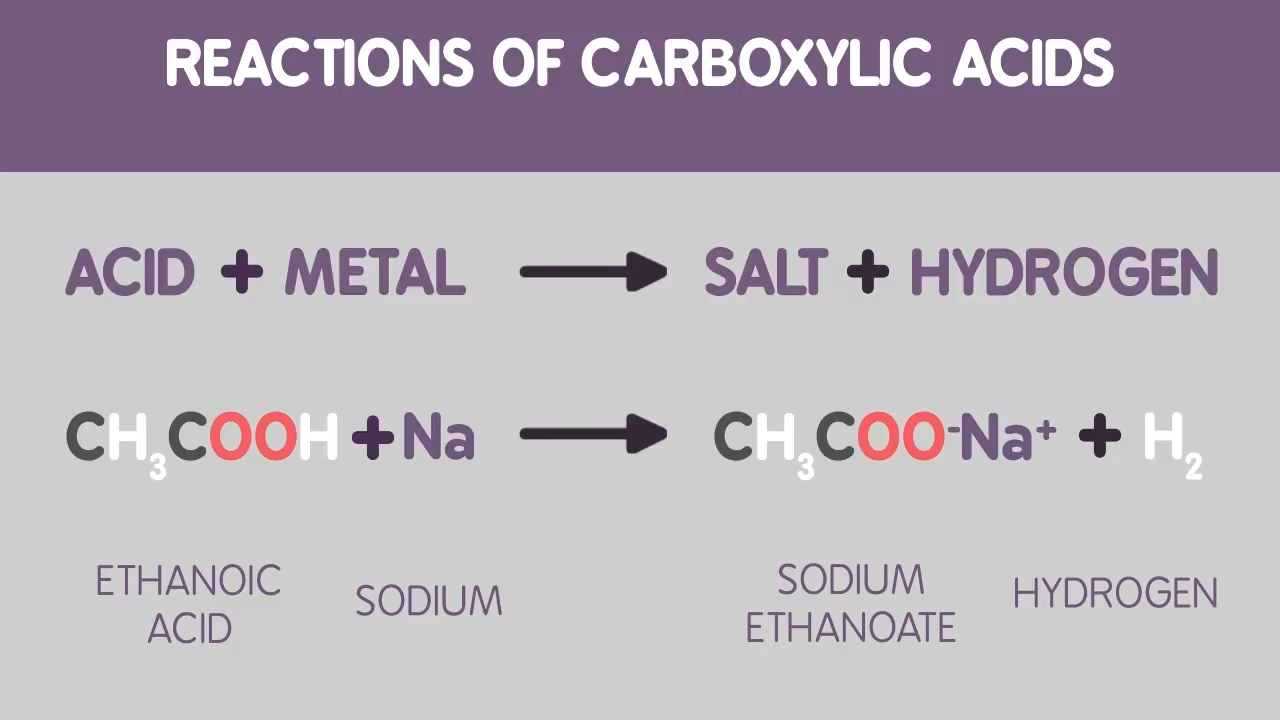 REACTIONS OF CARBOXYLIC ACIDS
ACID + METAL → SALT + HYDROGEN
CH₃COOH + Na → CH₃COO⁻Na⁺ + H₂
ETHANOIC ACID
SODIUM
SODIUM ETHANOATE
HYDROGEN